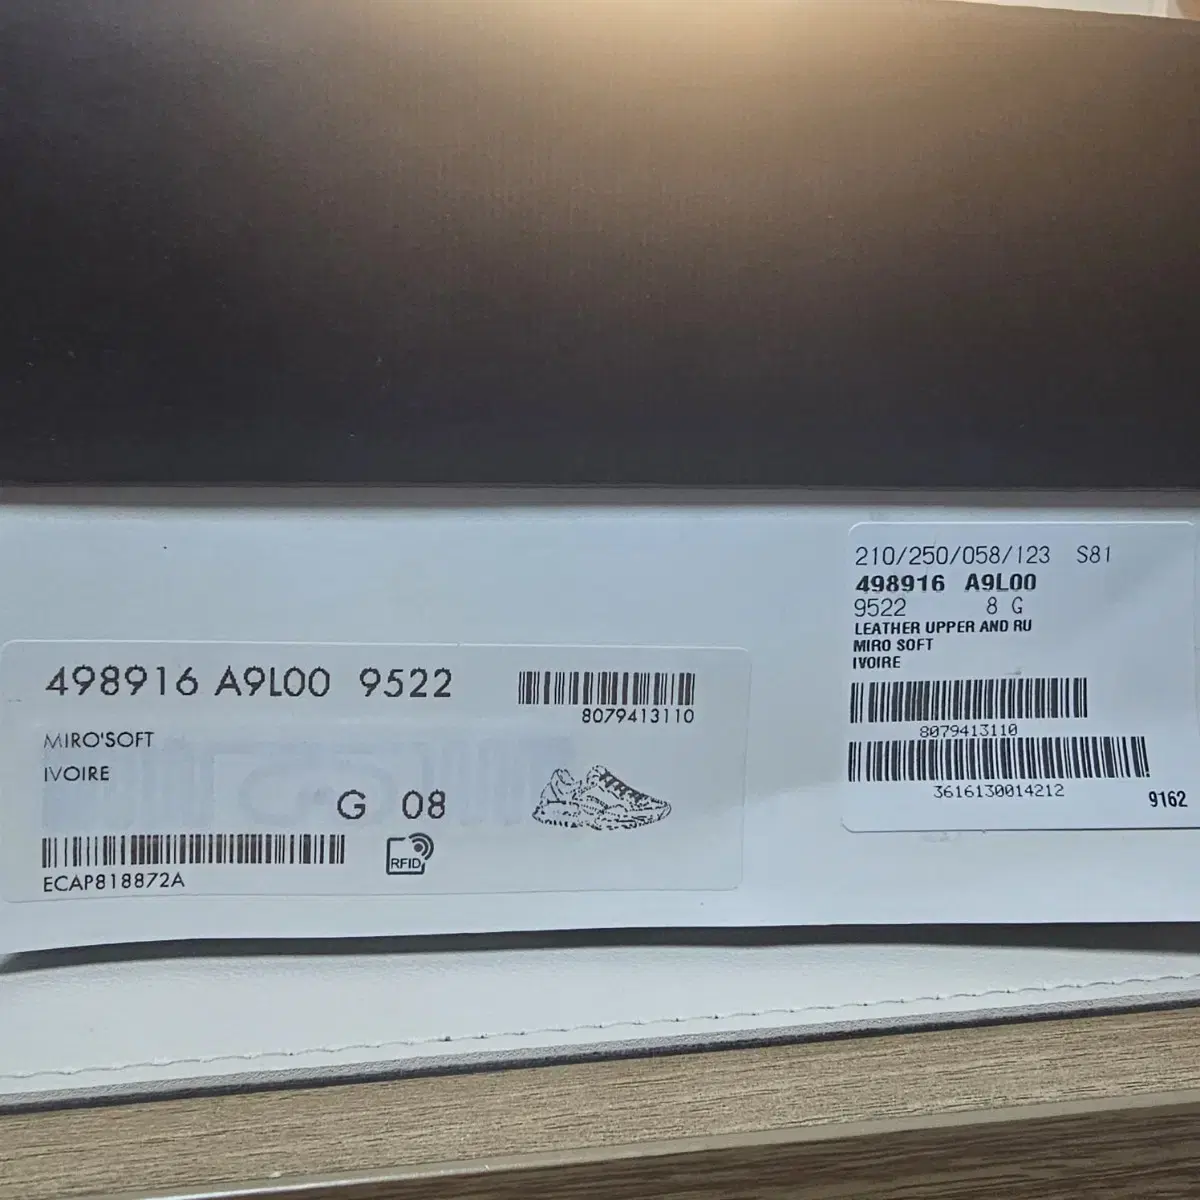 498916 A9L00 9522
8079413110
MIRO'SOFT
IVOIRE
G 08
ECAP818872A
RFID
210/250/058/123 S81
498916 A9L00
9522 8 G
LEATHER UPPER AND RU
MIRO SOFT
IVOIRE
8079413110
3616130014212
9162